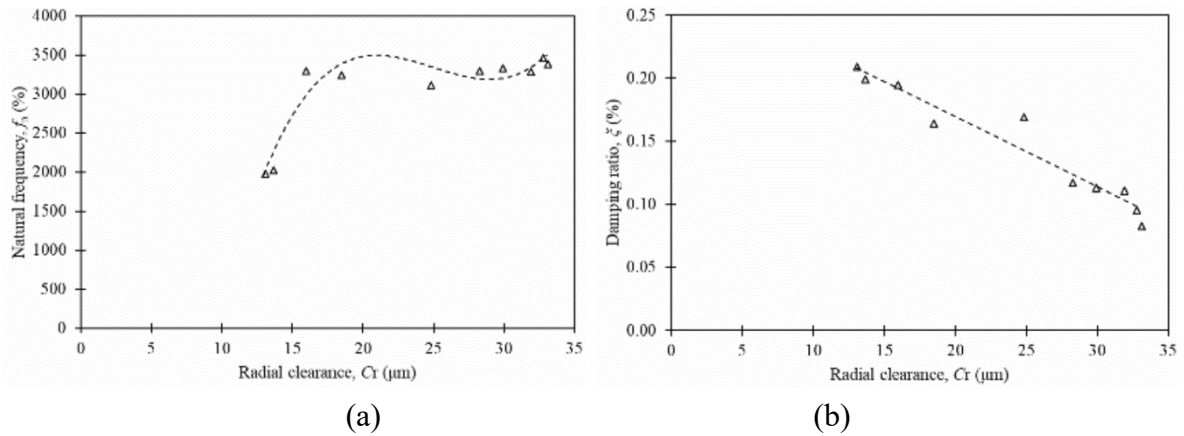 4000
3500
3000
2500
2000
1500
1000
500
0
Natural frequency, fn (%)
0 5 10 15 20 25 30 35
Radial clearance, Cr (μm)
(a)
0.25
0.20
0.15
0.10
0.05
0.00
Damping ratio, ξ (%)
0 5 10 15 20 25 30 35
Radial clearance, Cr (μm)
(b)